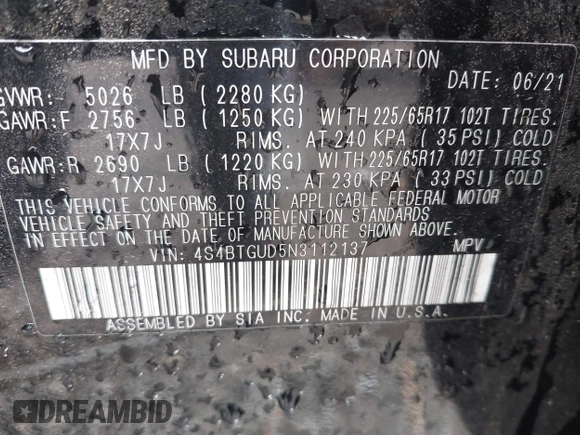 MFD BY SUBARU CORPORATION
DATE: 06/21
GVWR: 5026 LB (2280 KG)
GAWR:F 2756 LB (1250 KG) WITH 225/65R17 102T TIRES.
17X7J RIMS. AT 240 KPA (35 PSI) COLD
GAWR:R 2690 LB (1220 KG) WITH 225/65R17 102T TIRES.
17X7J RIMS. AT 230 KPA (33 PSI) COLD
THIS VEHICLE CONFORMS TO ALL APPLICABLE FEDERAL MOTOR
VEHICLE SAFETY AND THEFT PREVENTION STANDARDS
IN EFFECT ON THE DATE OF MANUFACTURE SHOWN ABOVE.
VIN: 4S4BTGUD5N3112137 MPV
ASSEMBLED BY SIA INC. MADE IN U.S.A.
DREAMBID